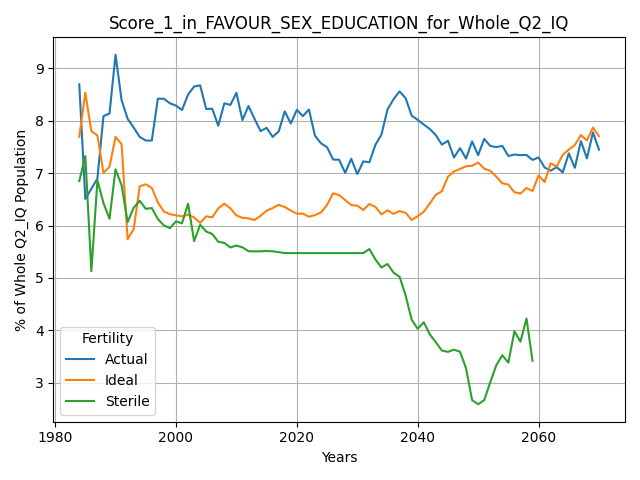 Score_1_in_FAVOUR_SEX_EDUCATION_for_Whole_Q2_IQ
% of Whole Q2_IQ Population
9
8
7
6
5
4
3
Fertility
Actual
Ideal
Sterile
1980 2000 2020 2040 2060
Years